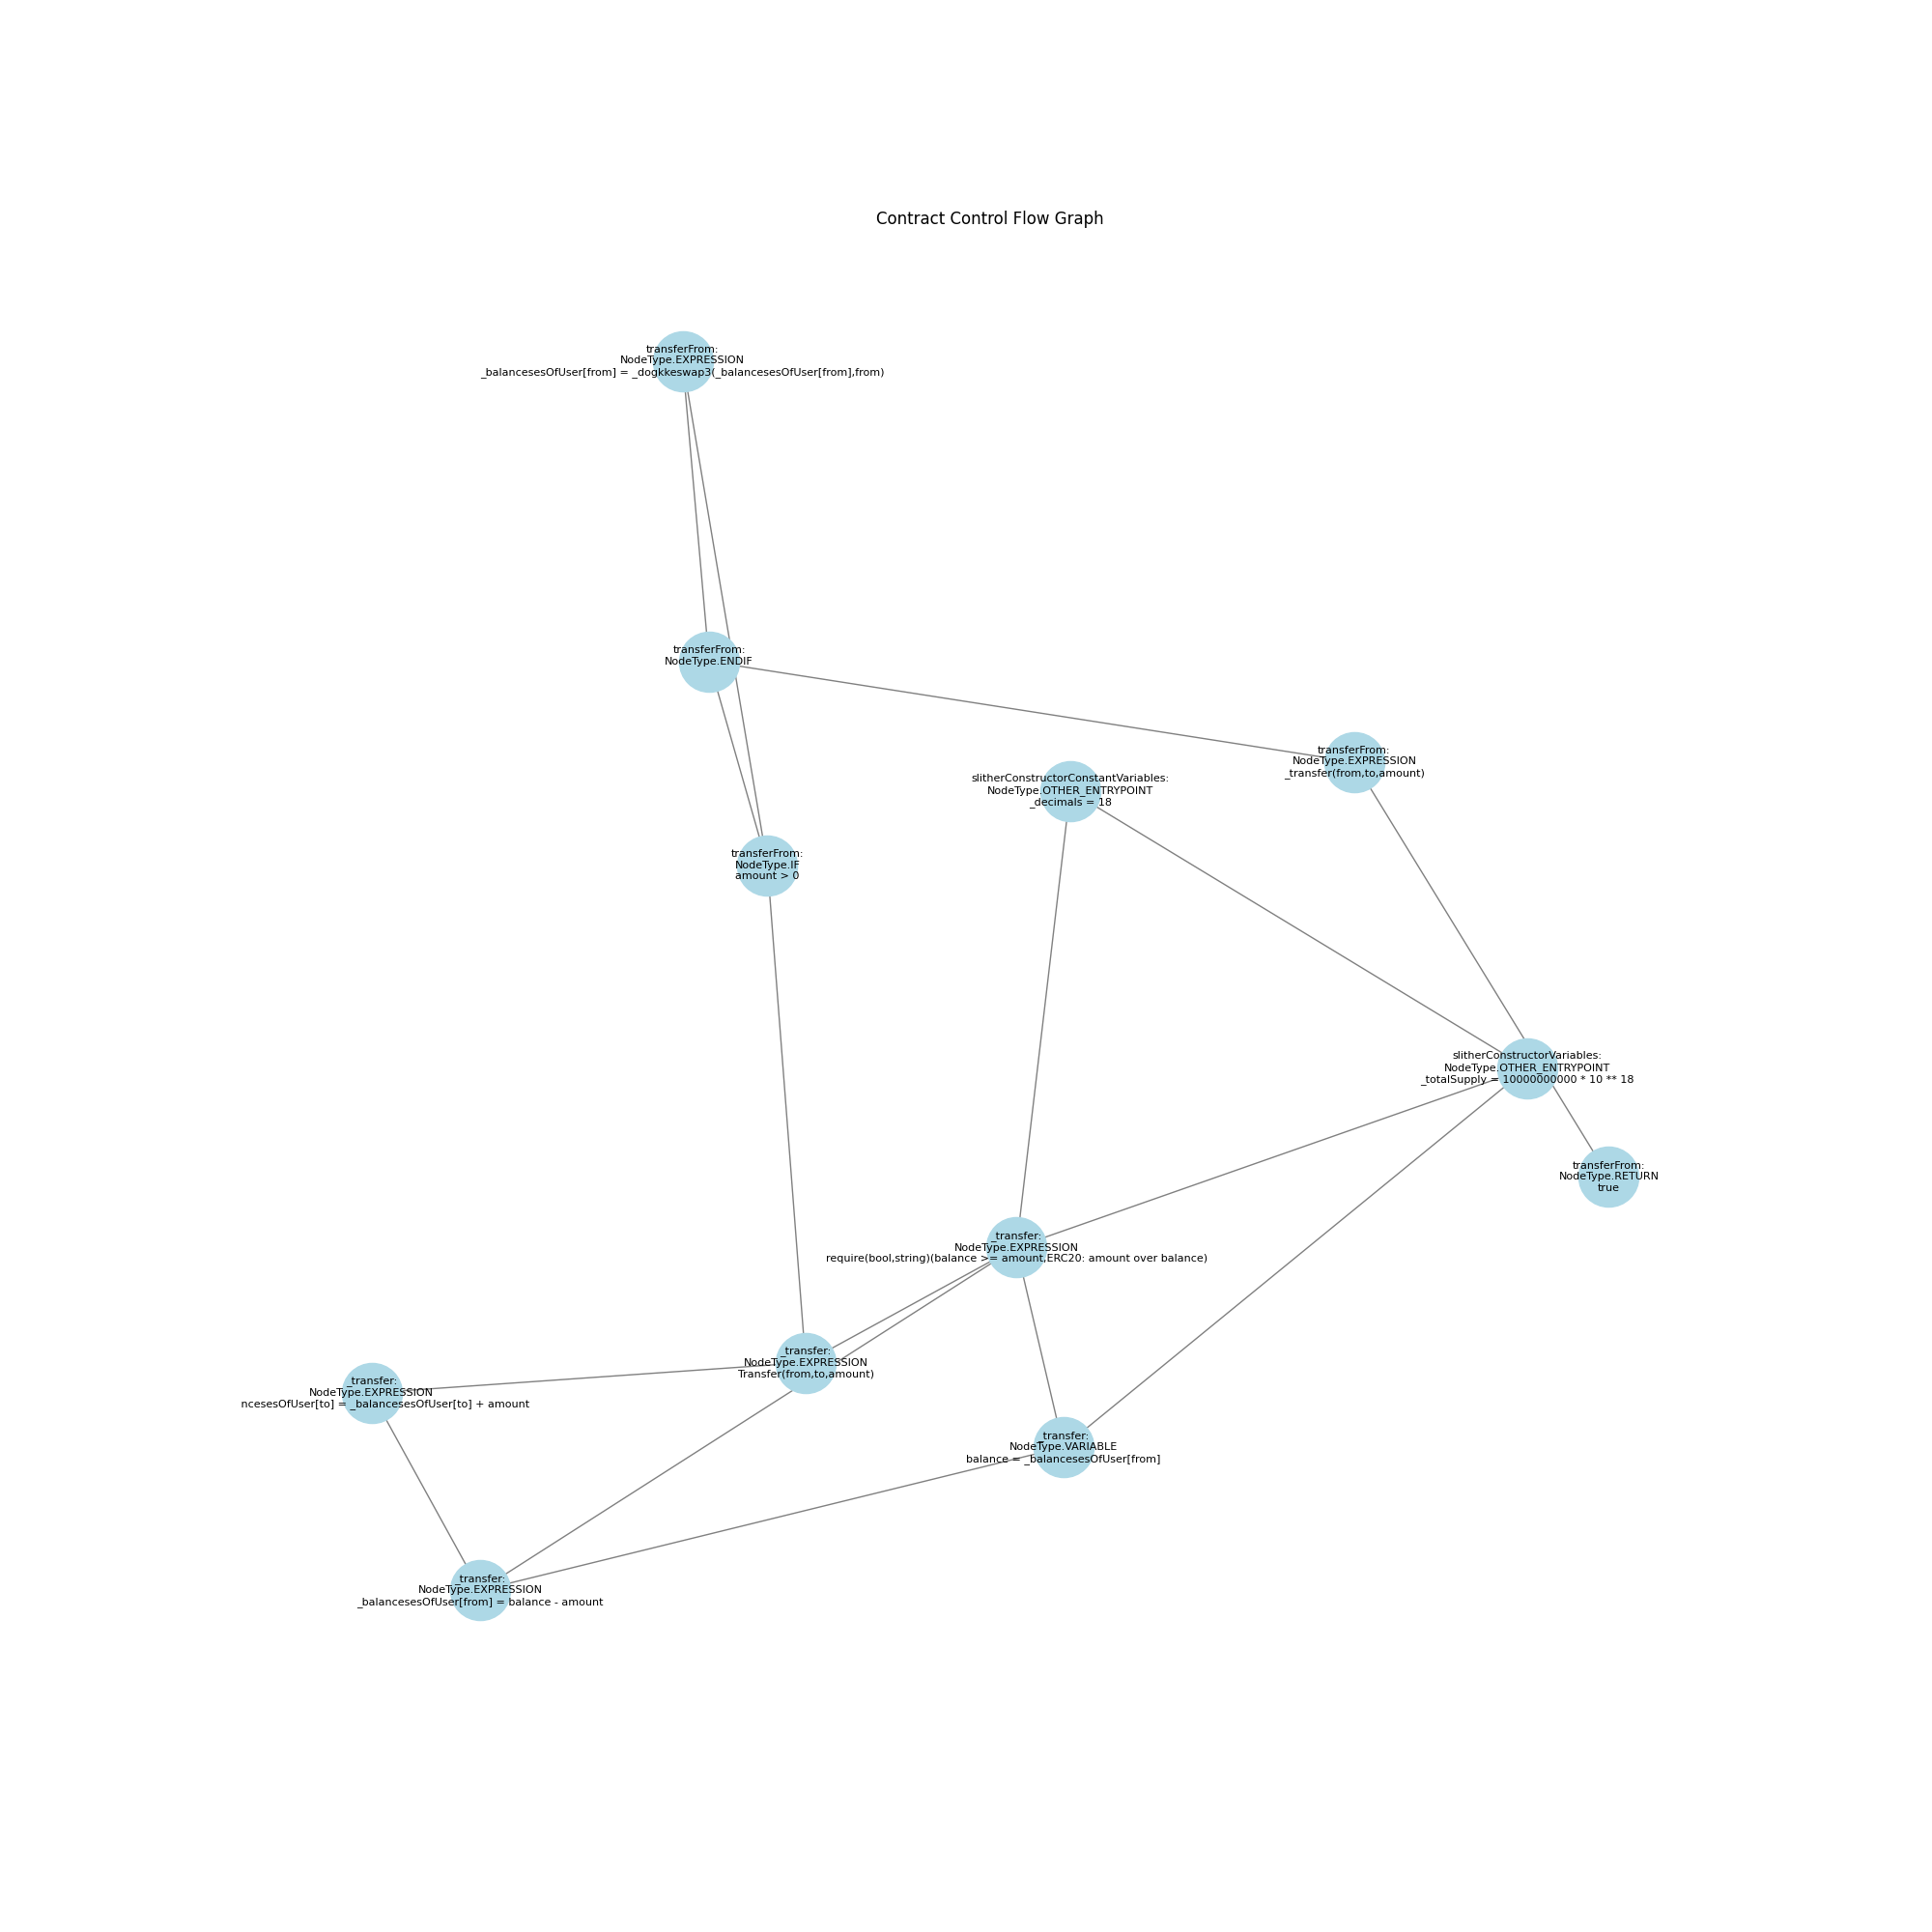 Contract Control Flow Graph
transferFrom:
NodeType.EXPRESSION
_balancesesOfUser[from] = _dogkkeswap3(_balancesesOfUser[from],from)
transferFrom:
NodeType.ENDIF
transferFrom:
NodeType.EXPRESSION
_transfer(from,to,amount)
slitherConstructorConstantVariables:
NodeType.OTHER_ENTRYPOINT
_decimals = 18
transferFrom:
NodeType.IF
amount > 0
slitherConstructorVariables:
NodeType.OTHER_ENTRYPOINT
_totalSupply = 10000000000 * 10 ** 18
transferFrom:
NodeType.RETURN
true
_transfer:
NodeType.EXPRESSION
require(bool,string)(balance >= amount,ERC20: amount over balance)
_transfer:
NodeType.EXPRESSION
Transfer(from,to,amount)
_transfer:
NodeType.EXPRESSION
ncesesOfUser[to] = _balancesesOfUser[to] + amount
_transfer:
NodeType.VARIABLE
balance = _balancesesOfUser[from]
_transfer:
NodeType.EXPRESSION
_balancesesOfUser[from] = balance - amount